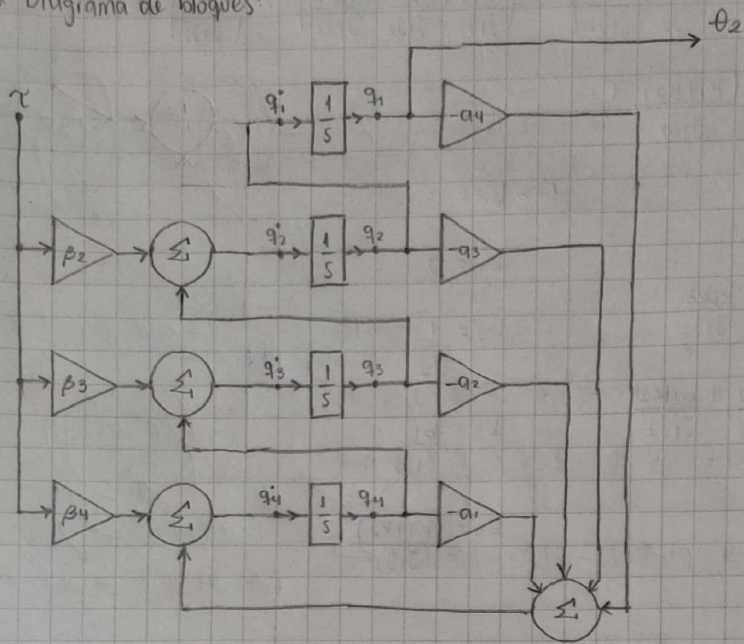 Diagrama de bloques
θ2
τ
q̇1 1/s q1 -a4
β2 Σ q̇2 1/s q2 -a3
β3 Σ q̇3 1/s q3 -a2
β4 Σ q̇4 1/s q4 -a1
Σ